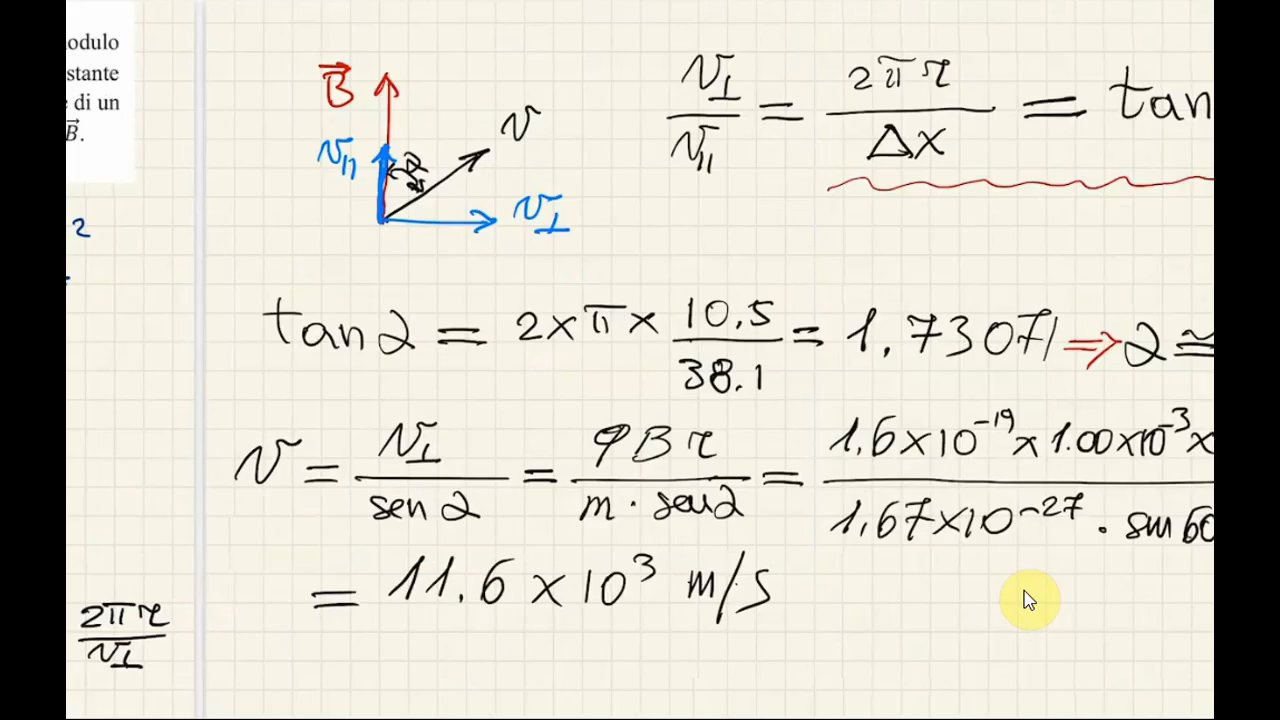 odulo
stante
e di un
B⃗.
2
B⃗
v∥
α
v
v⊥
v⊥/v∥ = 2πr/Δx = tan
tan α = 2×π× 10.5/38.1 = 1.73071 ⇒ α ≅
v = v⊥/sen α = qBr/m · sen α = 1.6×10⁻¹⁹ × 1.00×10⁻³ × / 1.67×10⁻²⁷ · sin 60
= 11.6 × 10³ m/s
2πr/v⊥